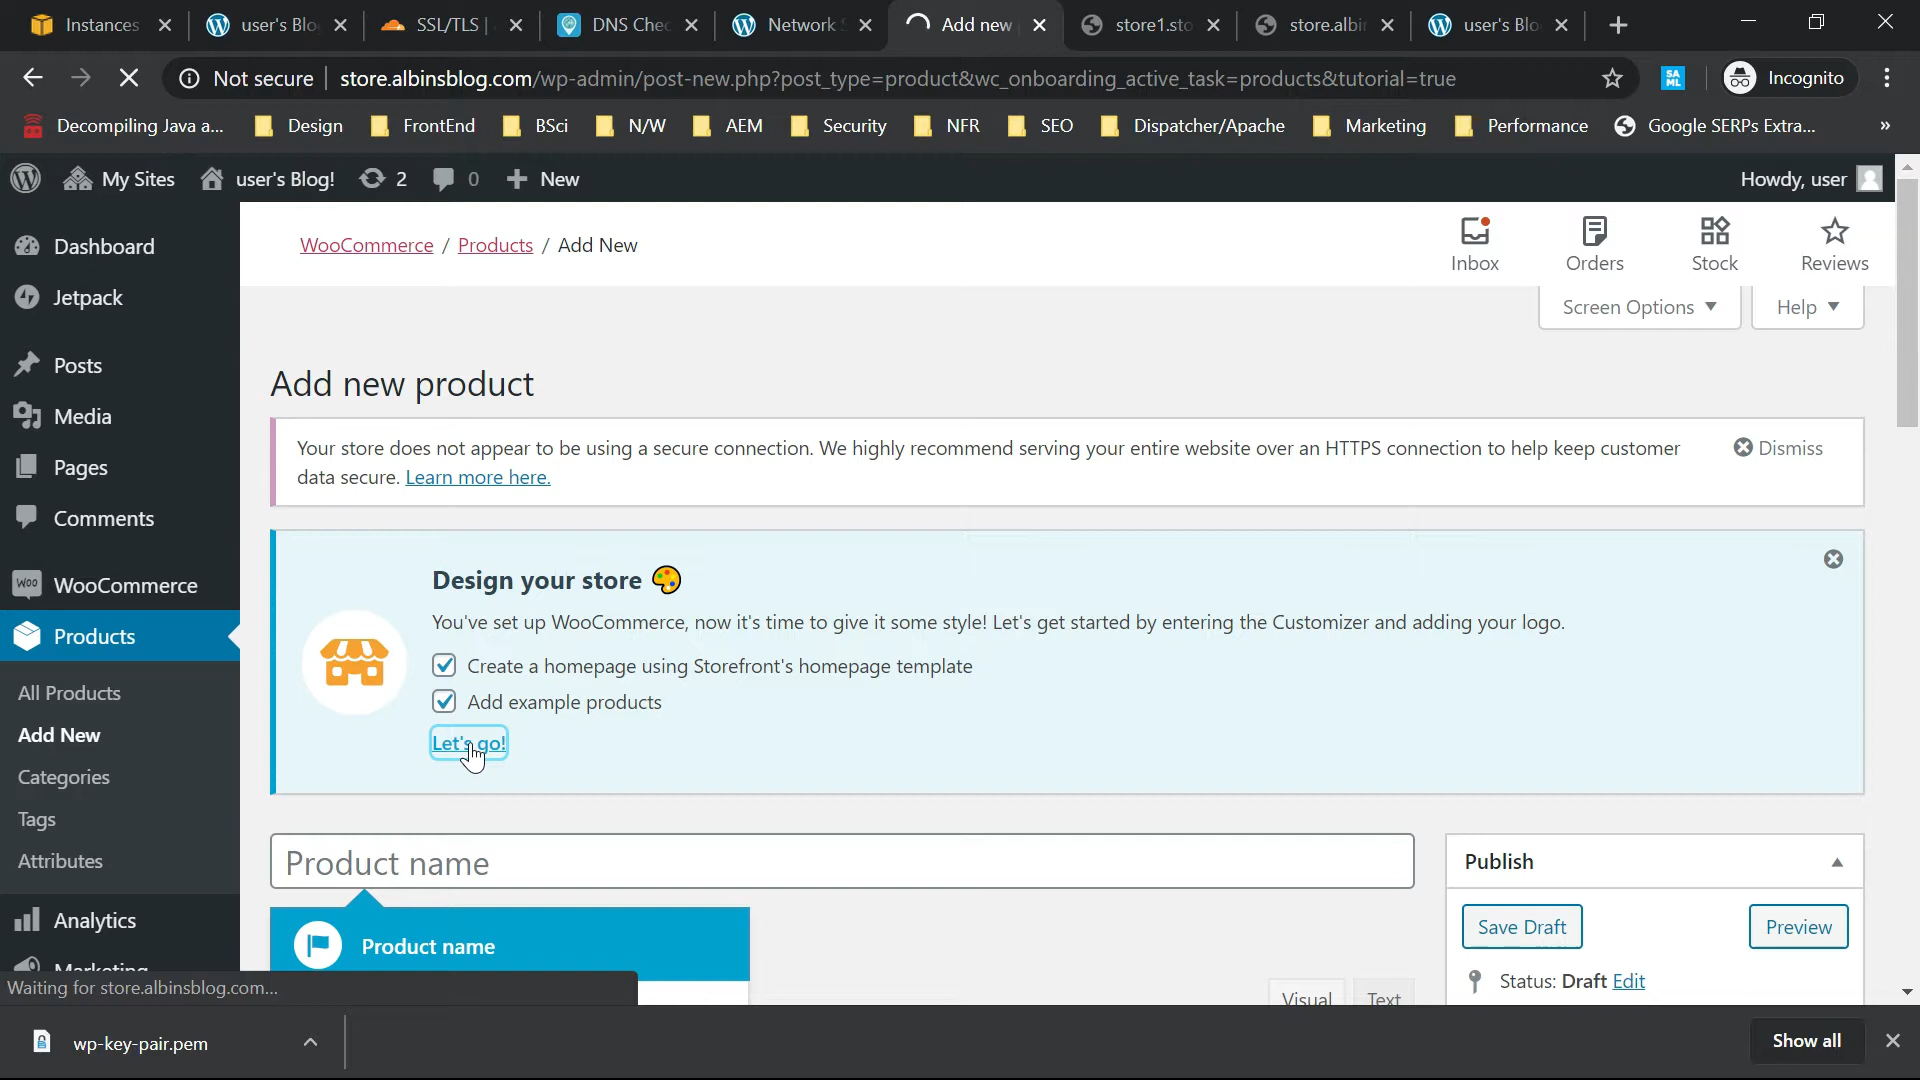 Instances
user's Blo
SSL/TLS |
DNS Chec
Network S
Add new
store1.sto
store.albin
user's Blo
Not secure | store.albinsblog.com/wp-admin/post-new.php?post_type=product&wc_onboarding_active_task=products&tutorial=true
SA ML
Incognito
Decompiling Java a...
Design
FrontEnd
BSci
N/W
AEM
Security
NFR
SEO
Dispatcher/Apache
Marketing
Performance
Google SERPs Extra...
»
My Sites
user's Blog!
2
0
New
Howdy, user
Dashboard
Jetpack
Posts
Media
Pages
Comments
Woo WooCommerce
Products
All Products
Add New
Categories
Tags
Attributes
Analytics
Marketing
WooCommerce / Products / Add New
Inbox
Orders
Stock
Reviews
Screen Options
Help
Add new product
Your store does not appear to be using a secure connection. We highly recommend serving your entire website over an HTTPS connection to help keep customer
data secure. Learn more here.
Dismiss
Design your store
You've set up WooCommerce, now it's time to give it some style! Let's get started by entering the Customizer and adding your logo.
Create a homepage using Storefront's homepage template
Add example products
Let's go!
Product name
Product name
Visual
Text
Publish
Save Draft
Preview
Status: Draft Edit
Waiting for store.albinsblog.com...
wp-key-pair.pem
Show all